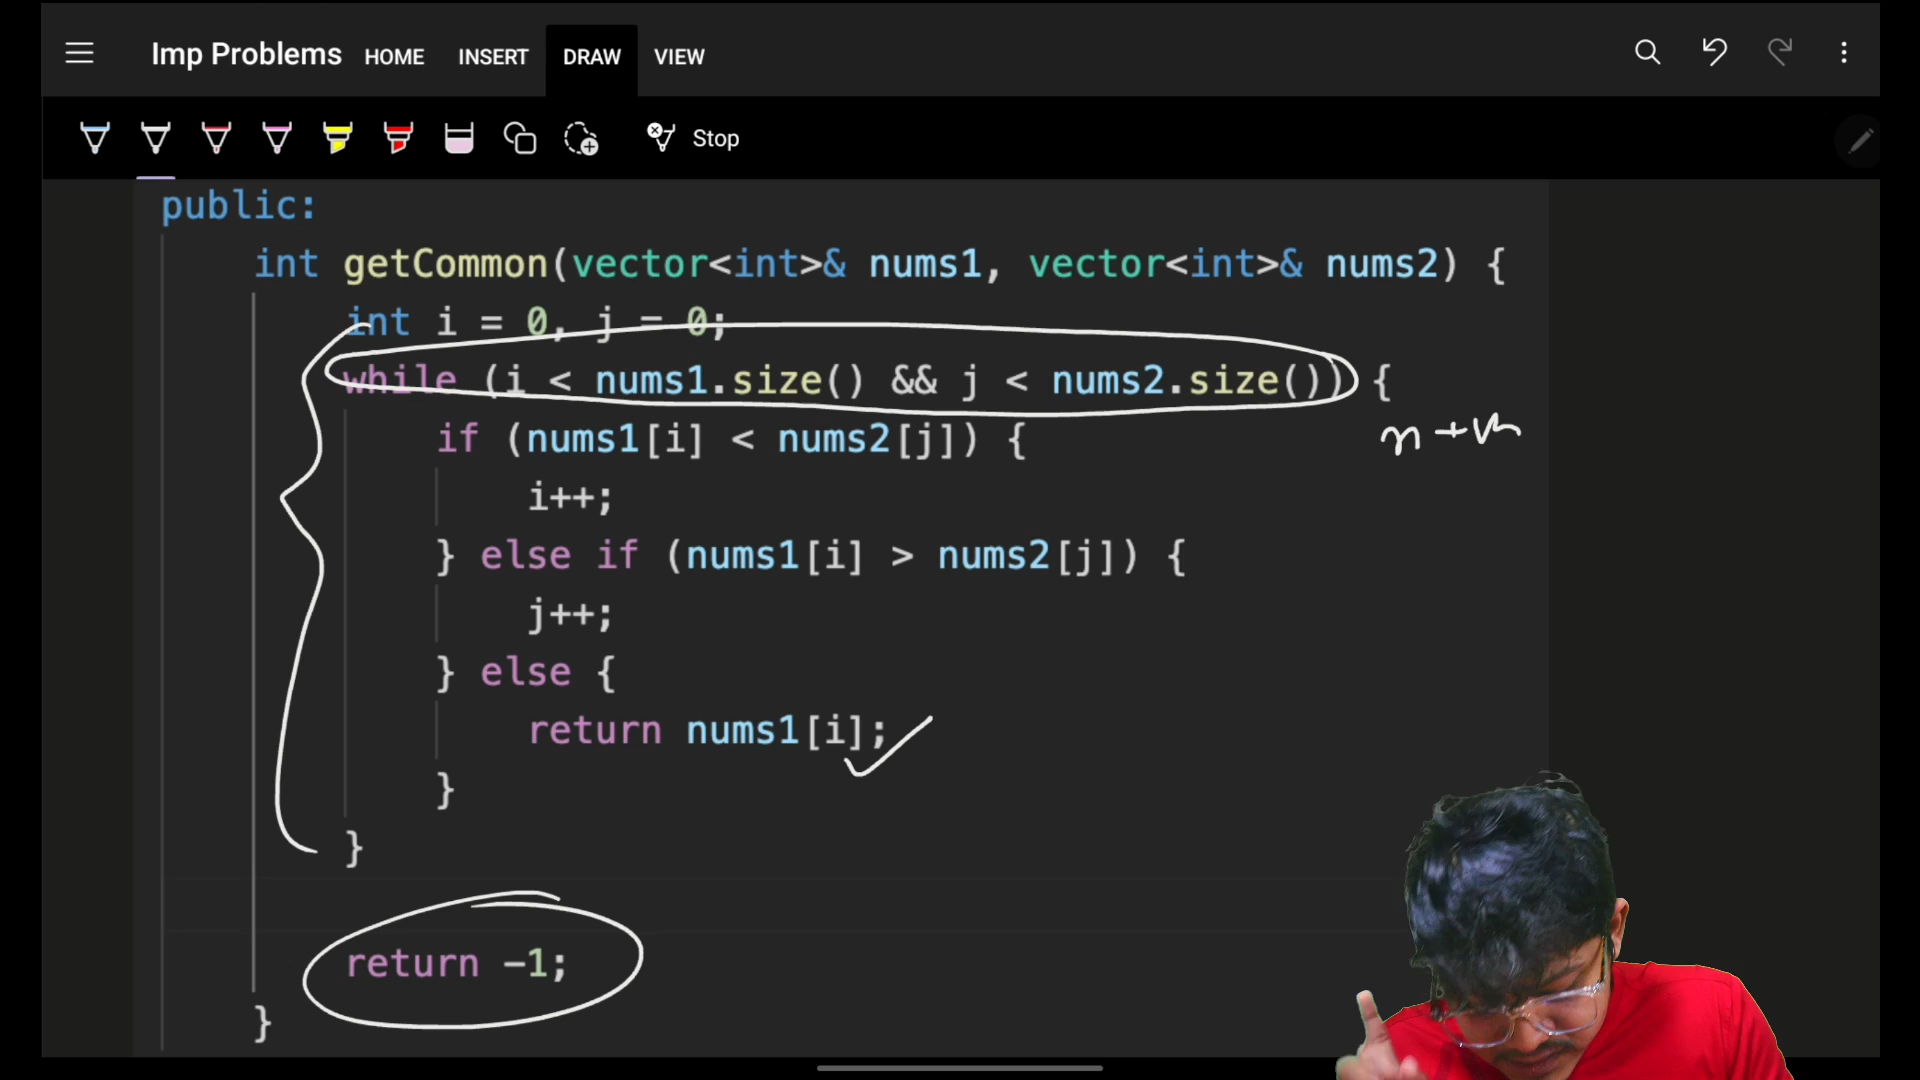 Imp Problems HOME INSERT DRAW VIEW
Stop
public:
int getCommon(vector<int>& nums1, vector<int>& nums2) {
int i = 0, j = 0;
while (i < nums1.size() && j < nums2.size()) {
n+m
if (nums1[i] < nums2[j]) {
i++;
} else if (nums1[i] > nums2[j]) {
j++;
} else {
return nums1[i];
}
}
return -1;
}